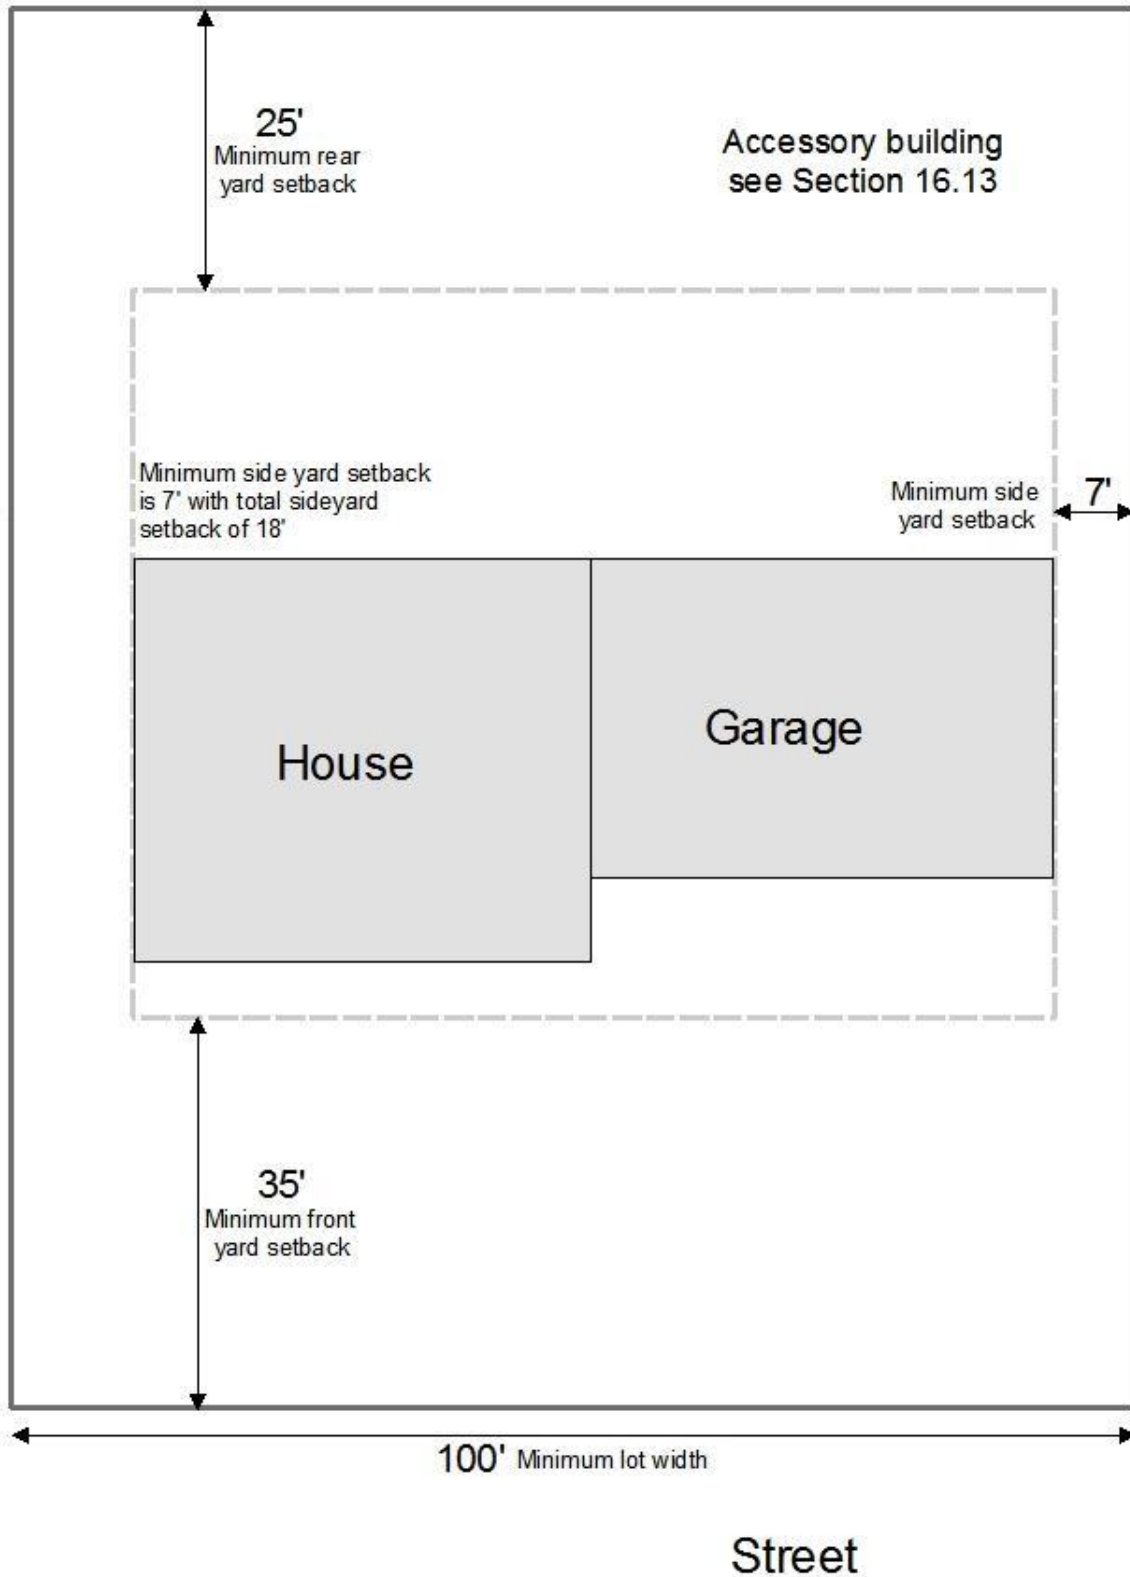 25'
Minimum rear
yard setback
Accessory building
see Section 16.13
Minimum side yard setback
is 7' with total sideyard
setback of 18'
Minimum side
yard setback
7'
House
Garage
35'
Minimum front
yard setback
100' Minimum lot width
Street